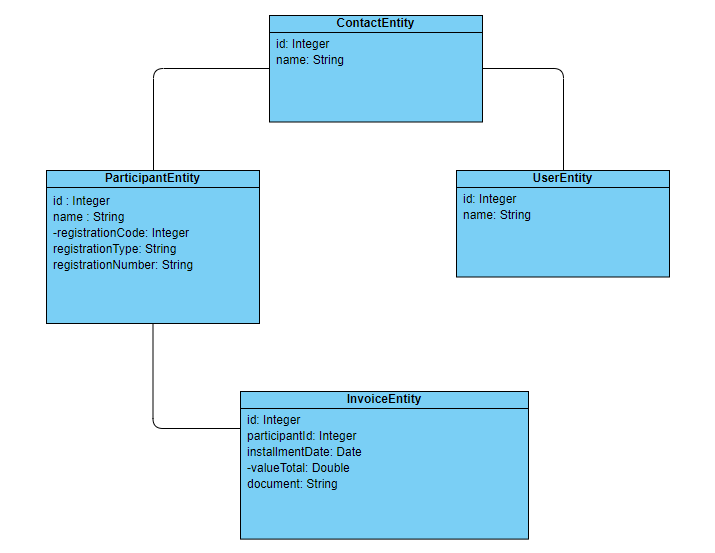 ContactEntity
id: Integer
name: String
ParticipantEntity
id : Integer
name : String
-registrationCode: Integer
registrationType: String
registrationNumber: String
UserEntity
id: Integer
name: String
InvoiceEntity
id: Integer
participantId: Integer
installmentDate: Date
-valueTotal: Double
document: String